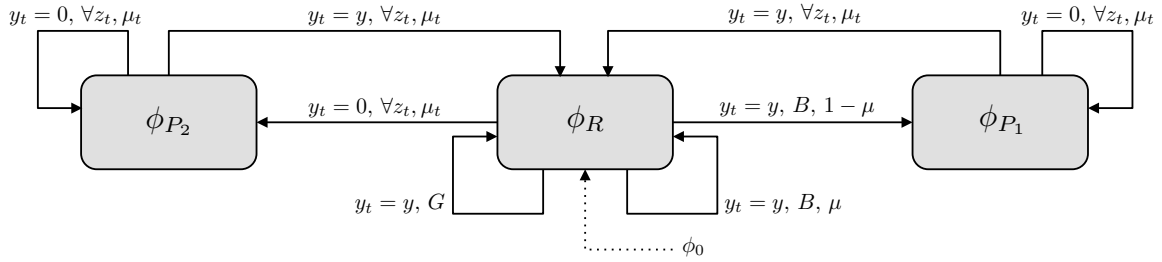 y_t = 0, ∀z_t, μ_t
y_t = y, ∀z_t, μ_t
y_t = y, ∀z_t, μ_t
y_t = 0, ∀z_t, μ_t
ϕ_{P_2}
y_t = 0, ∀z_t, μ_t
ϕ_R
y_t = y, B, 1 − μ
ϕ_{P_1}
y_t = y, G
y_t = y, B, μ
ϕ_0